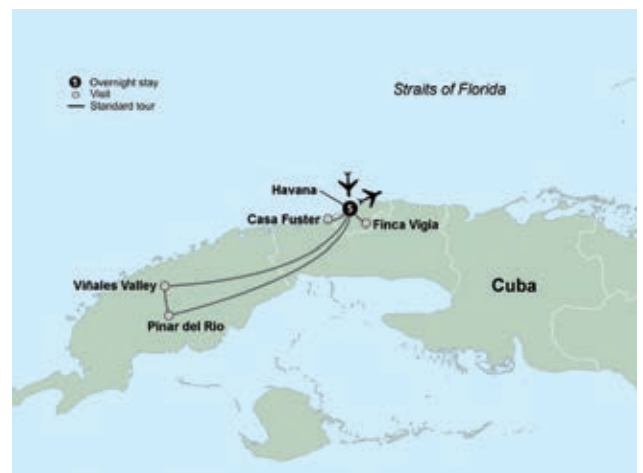 Overnight stay
Visit
Standard tour
Straits of Florida
Havana
Casa Fuster
Finca Vigia
Viñales Valley
Pinar del Rio
Cuba